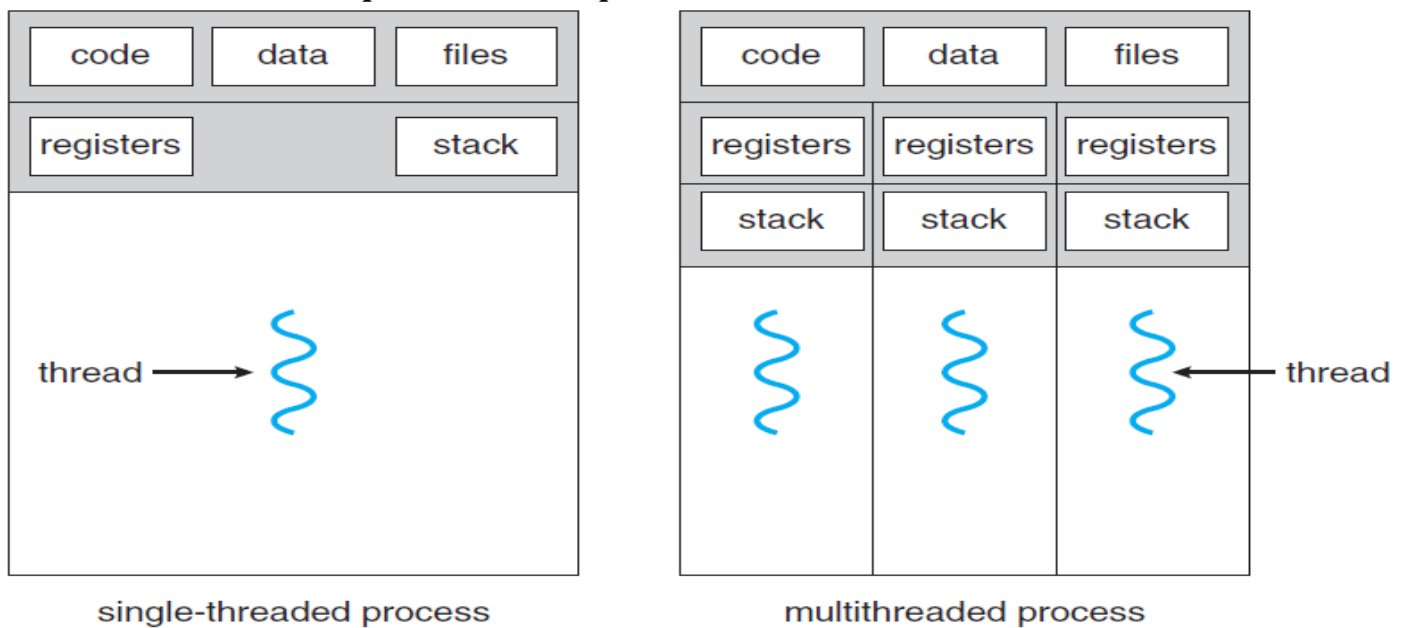 code data files code data files
registers stack registers registers registers
stack stack stack
thread thread
single-threaded process multithreaded process